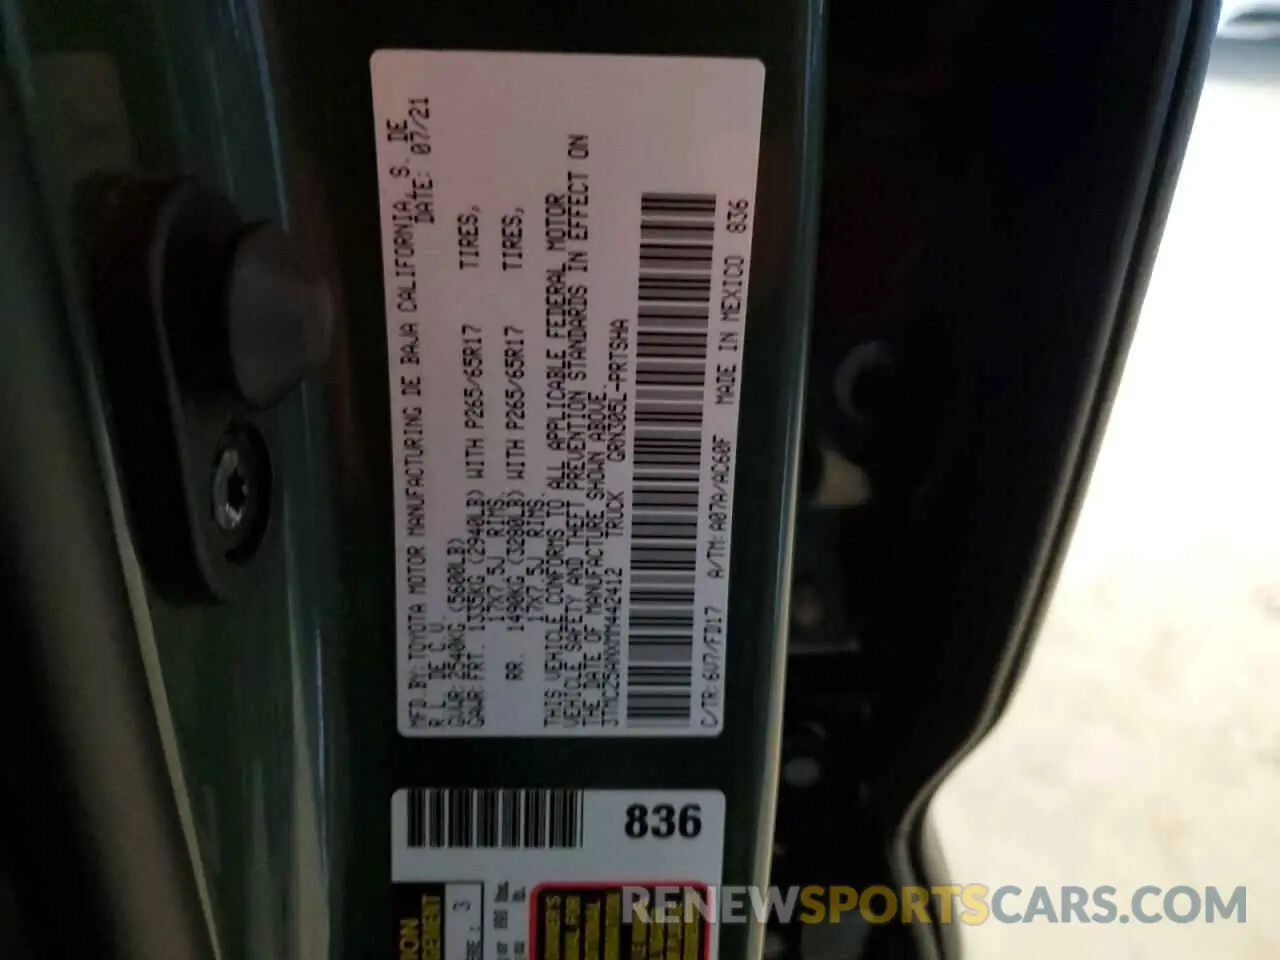 MFD BY: TOYOTA MOTOR MANUFACTURING DE BAJA CALIFORNIA, S. DE
R.L. DE C.V. DATE: 07/21
GVWR: 2540KG (5600LB)
GAWR: FRT. 1335KG (2940LB) WITH P265/65R17 TIRES,
17X7.5J RIMS
RR. 1490KG (3280LB) WITH P265/65R17 TIRES,
17X7.5J RIMS.
THIS VEHICLE CONFORMS TO ALL APPLICABLE FEDERAL MOTOR
VEHICLE SAFETY AND THEFT PREVENTION STANDARDS IN EFFECT ON
THE DATE OF MANUFACTURE SHOWN ABOVE.
TRUCK GRN305L-PRTSHA
C/TR: 6V7/FD17 A/TM: A07A/AC60F MADE IN MEXICO 836
836
3
RENEWSPORTSCARS.COM